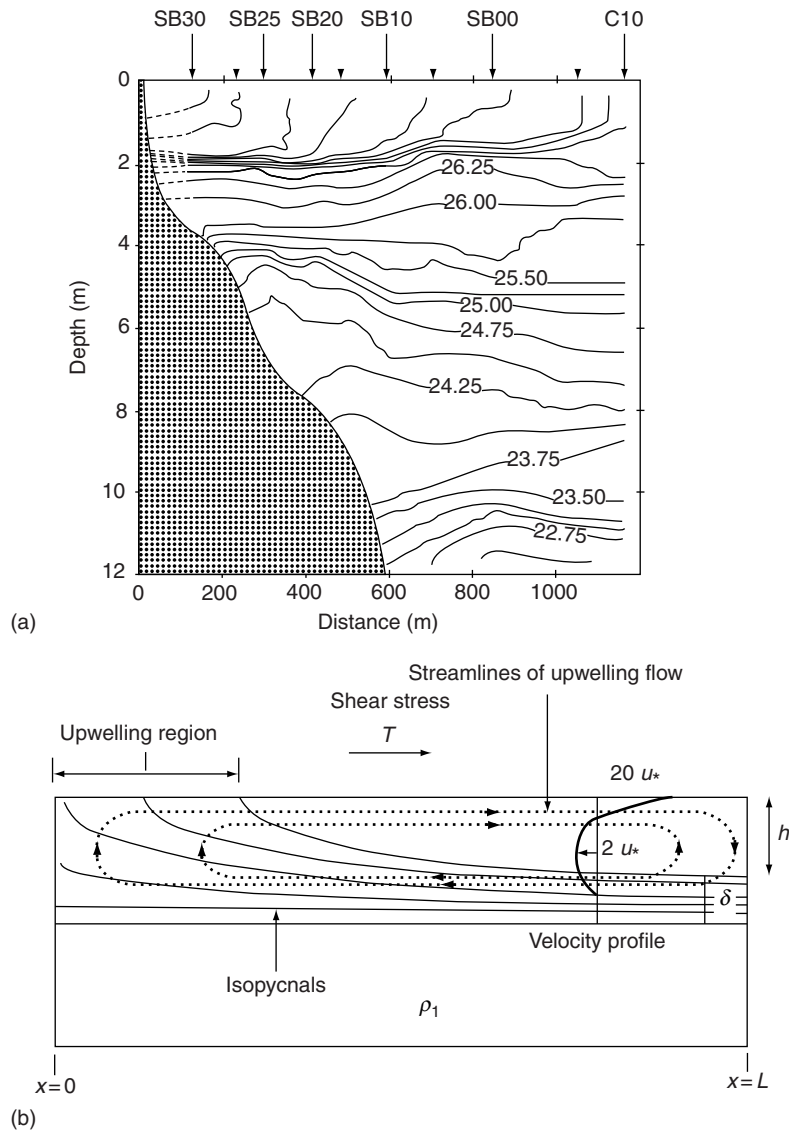 SB30 SB25 SB20 SB10 SB00 C10
0
2
4
6
8
10
12
Depth (m)
26.25
26.00
25.50
25.00
24.75
24.25
23.75
23.50
22.75
0 200 400 600 800 1000
Distance (m)
(a)
Streamlines of upwelling flow
Shear stress
T
Upwelling region
20 u*
h
2 u*
δ
Velocity profile
Isopycnals
ρ1
x=0
x=L
(b)